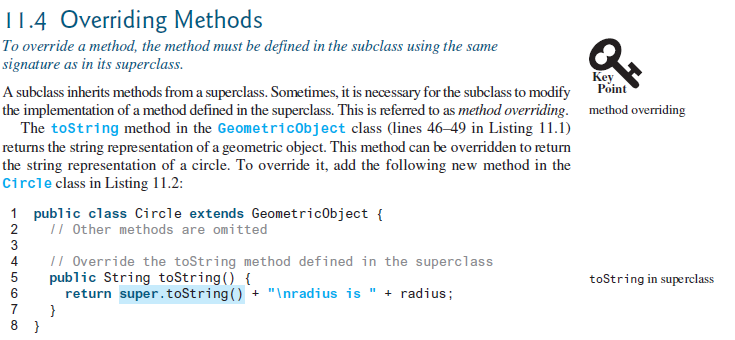 11.4 Overriding Methods
To override a method, the method must be defined in the subclass using the same
signature as in its superclass.
Key
Point
A subclass inherits methods from a superclass. Sometimes, it is necessary for the subclass to modify
the implementation of a method defined in the superclass. This is referred to as method overriding.
method overriding
The toString method in the GeometricObject class (lines 46–49 in Listing 11.1)
returns the string representation of a geometric object. This method can be overridden to return
the string representation of a circle. To override it, add the following new method in the
Circle class in Listing 11.2:
1 public class Circle extends GeometricObject {
2 // Other methods are omitted
3
4 // Override the toString method defined in the superclass
5 public String toString() {
6 return super.toString() + "\nradius is " + radius;
7 }
8 }
toString in superclass